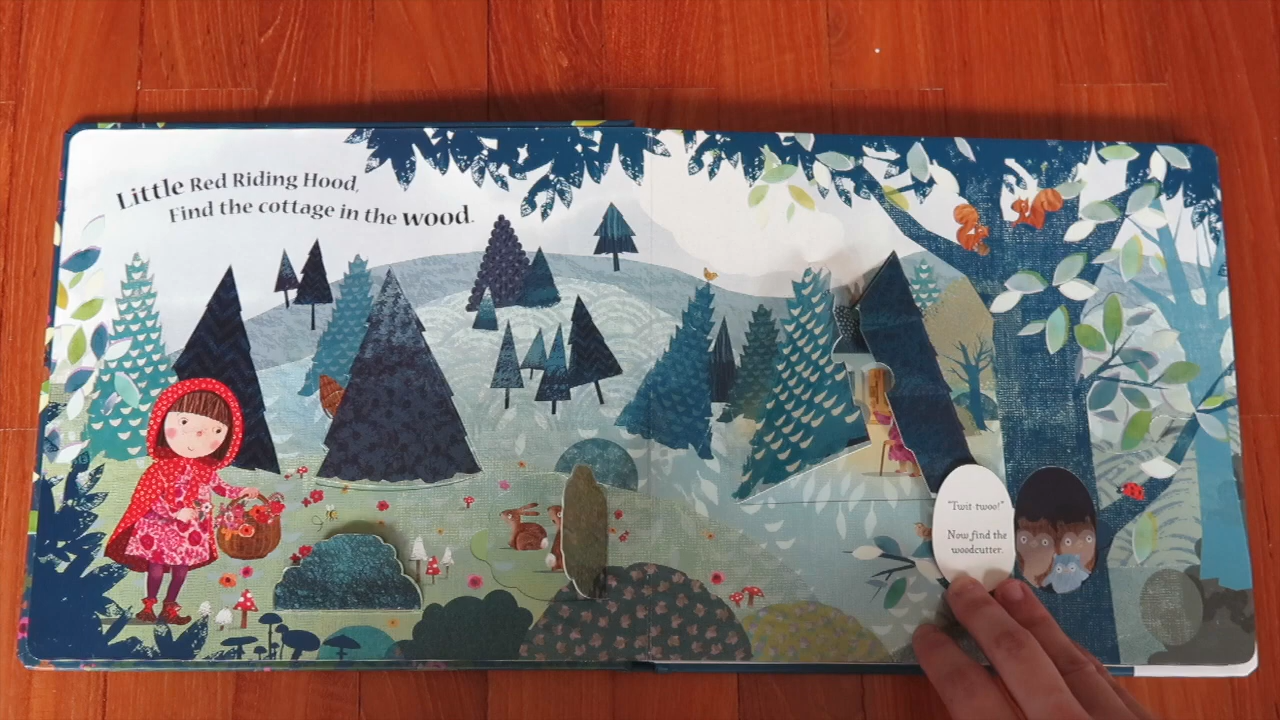 Little Red Riding Hood,
Find the cottage in the wood.
"Twit-twoo!"
Now find the
woodcutter.